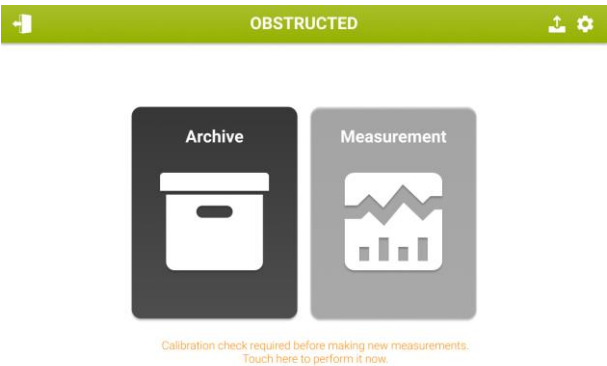 OBSTRUCTED
Archive
Measurement
Calibration check required before making new measurements.
Touch here to perform it now.